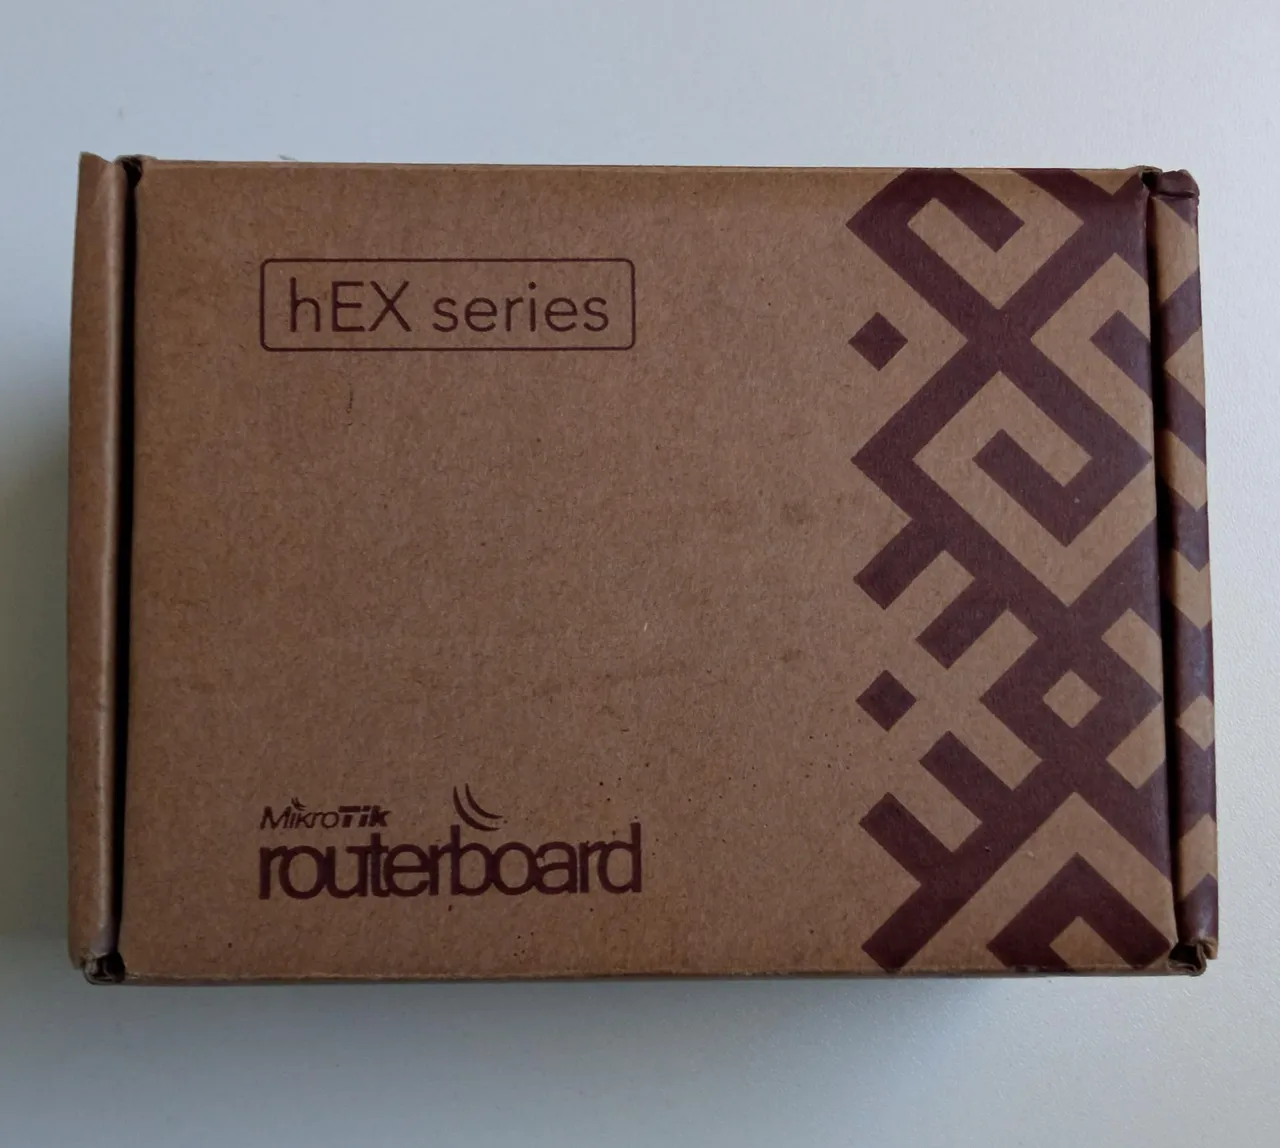 hEX series
MikroTik
routerboard